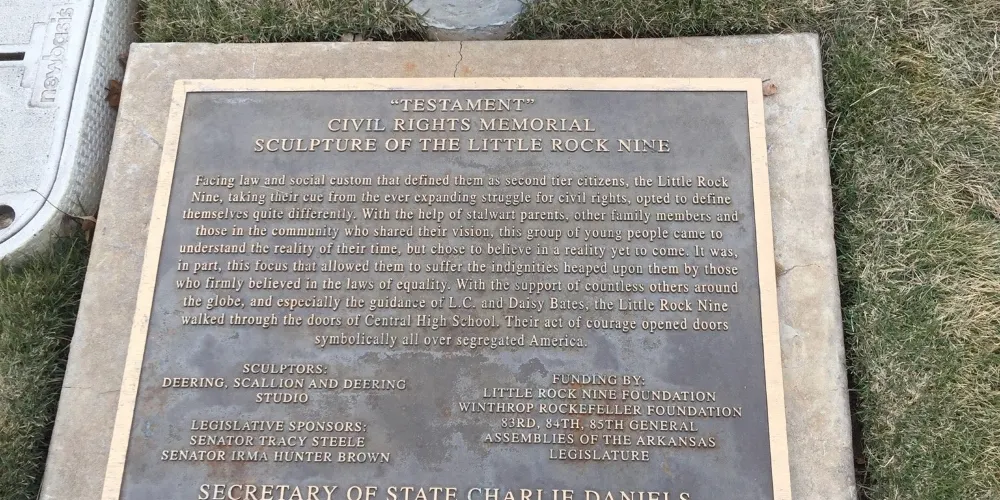 newbasis
"TESTAMENT"
CIVIL RIGHTS MEMORIAL
SCULPTURE OF THE LITTLE ROCK NINE
Facing law and social custom that defined them as second tier citizens, the Little Rock
Nine, taking their cue from the ever expanding struggle for civil rights, opted to define
themselves quite differently. With the help of stalwart parents, other family members and
those in the community who shared their vision, this group of young people came to
understand the reality of their time, but chose to believe in a reality yet to come. It was,
in part, this focus that allowed them to suffer the indignities heaped upon them by those
who firmly believed in the laws of equality. With the support of countless others around
the globe, and especially the guidance of L.C. and Daisy Bates, the Little Rock Nine
walked through the doors of Central High School. Their act of courage opened doors
symbolically all over segregated America.
SCULPTORS:
DEERING, SCALLION AND DEERING
STUDIO
LEGISLATIVE SPONSORS:
SENATOR TRACY STEELE
SENATOR IRMA HUNTER BROWN
FUNDING BY:
LITTLE ROCK NINE FOUNDATION
WINTHROP ROCKEFELLER FOUNDATION
83RD, 84TH, 85TH GENERAL
ASSEMBLIES OF THE ARKANSAS
LEGISLATURE
SECRETARY OF STATE CHARLIE DANIELS